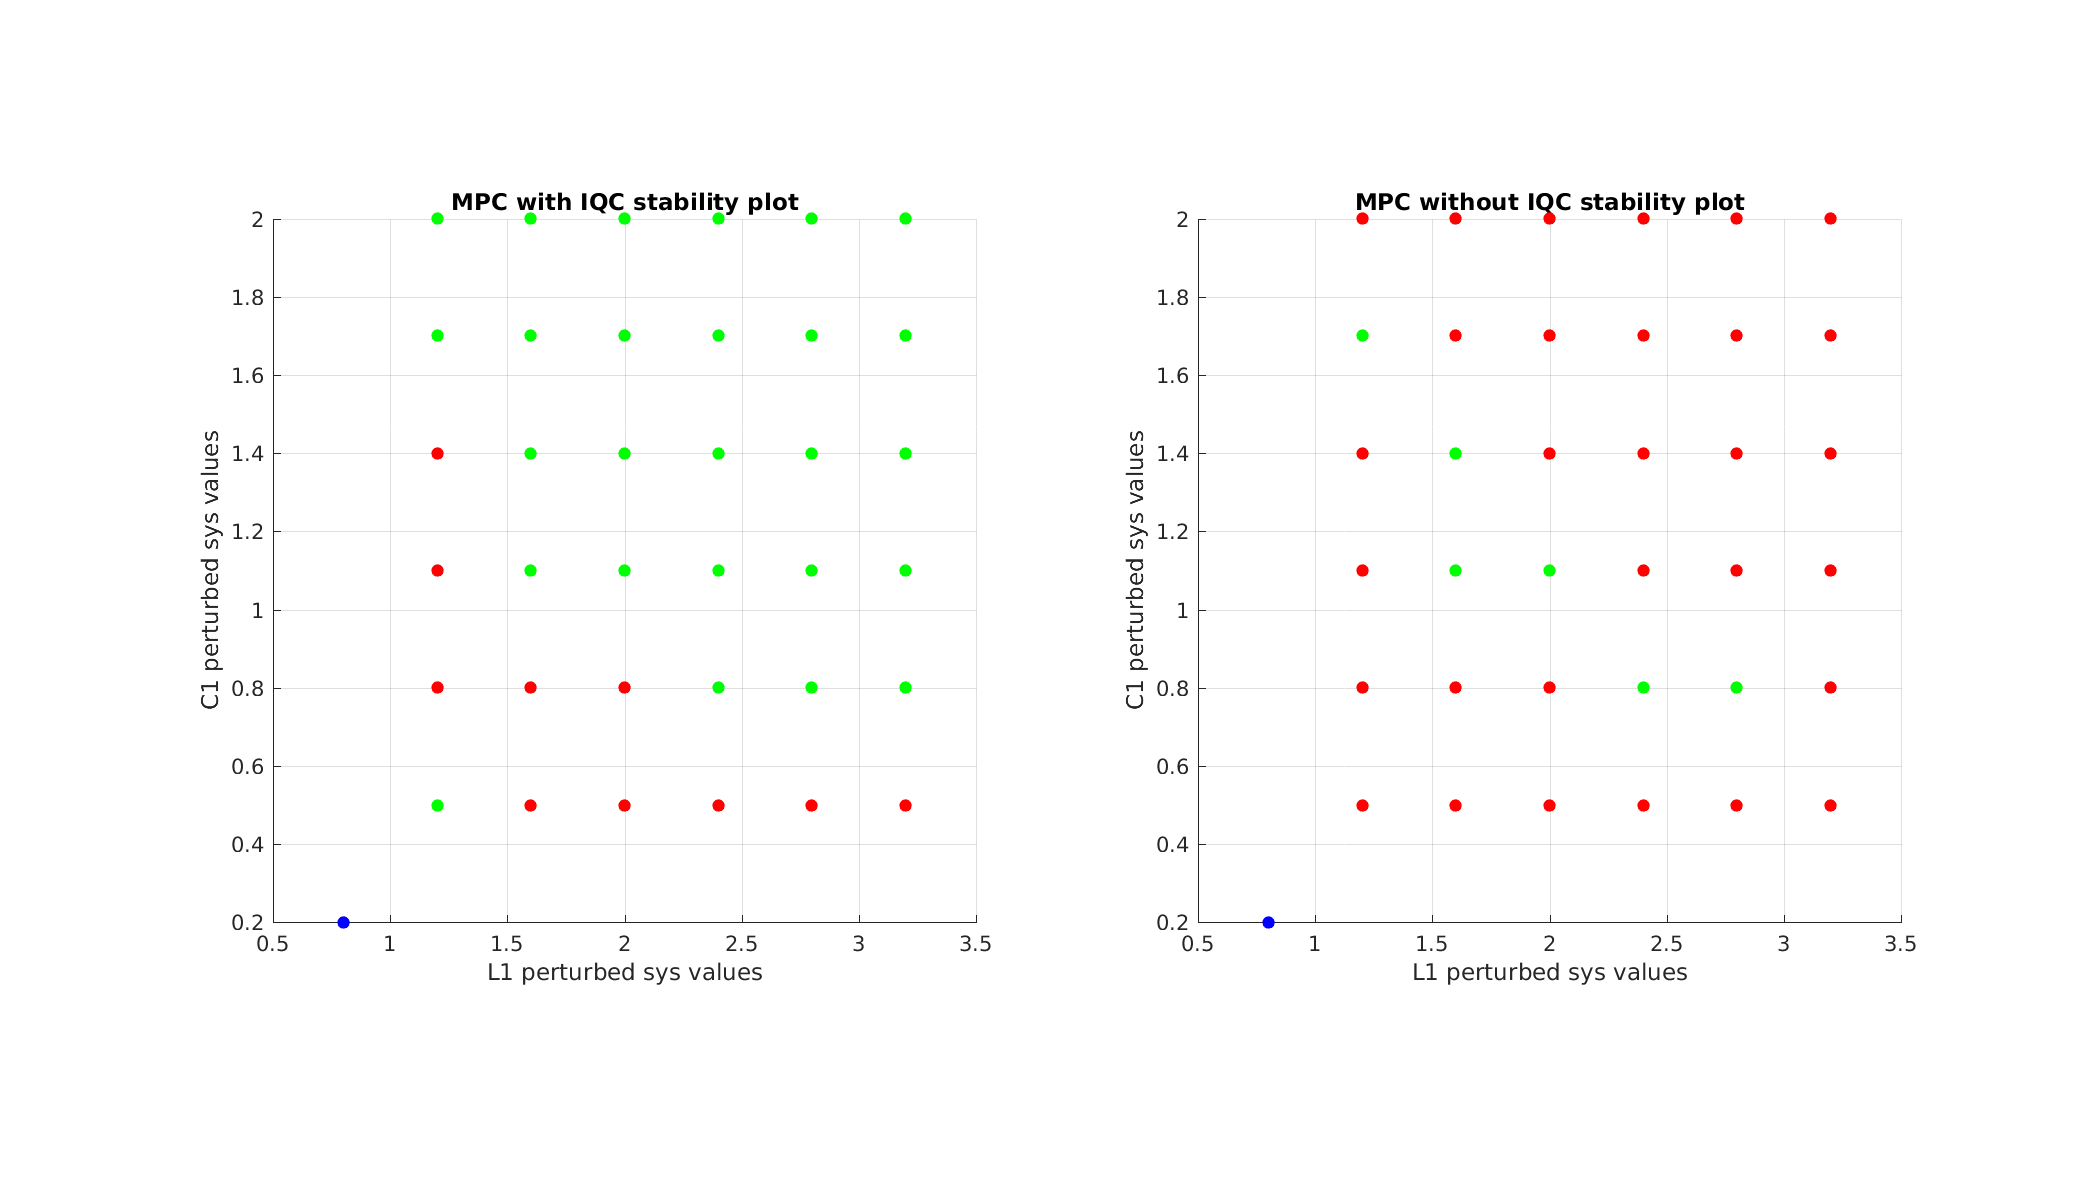 MPC with IQC stability plot
2
1.8
1.6
1.4
1.2
1
0.8
0.6
0.4
0.2
C1 perturbed sys values
0.5 1 1.5 2 2.5 3 3.5
L1 perturbed sys values
MPC without IQC stability plot
2
1.8
1.6
1.4
1.2
1
0.8
0.6
0.4
0.2
C1 perturbed sys values
0.5 1 1.5 2 2.5 3 3.5
L1 perturbed sys values